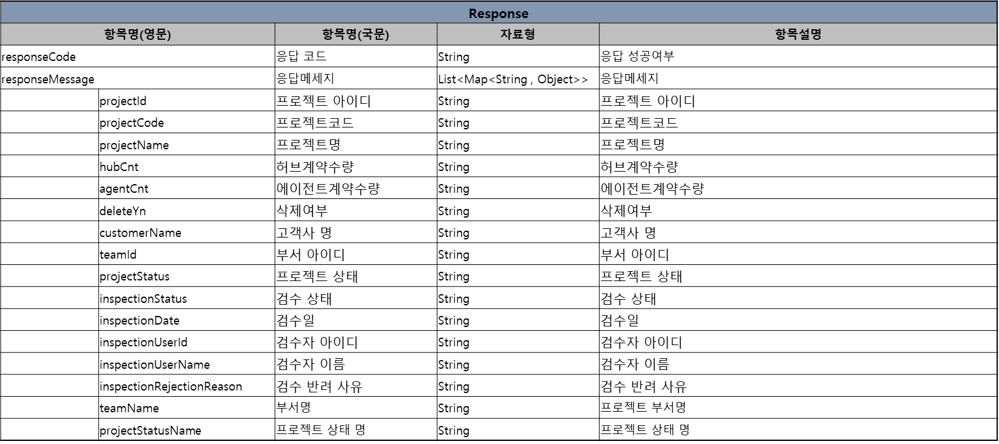 Response
항목명(영문) 항목명(국문) 자료형 항목설명
responseCode 응답 코드 String 응답 성공여부
responseMessage 응답메세지 List<Map<String , Object>> 응답메세지
projectId 프로젝트 아이디 String 프로젝트 아이디
projectCode 프로젝트코드 String 프로젝트코드
projectName 프로젝트명 String 프로젝트명
hubCnt 허브계약수량 String 허브계약수량
agentCnt 에이전트계약수량 String 에이전트계약수량
deleteYn 삭제여부 String 삭제여부
customerName 고객사 명 String 고객사 명
teamId 부서 아이디 String 부서 아이디
projectStatus 프로젝트 상태 String 프로젝트 상태
inspectionStatus 검수 상태 String 검수 상태
inspectionDate 검수일 String 검수일
inspectionUserId 검수자 아이디 String 검수자 아이디
inspectionUserName 검수자 이름 String 검수자 이름
inspectionRejectionReason 검수 반려 사유 String 검수 반려 사유
teamName 부서명 String 프로젝트 부서명
projectStatusName 프로젝트 상태 명 String 프로젝트 상태 명